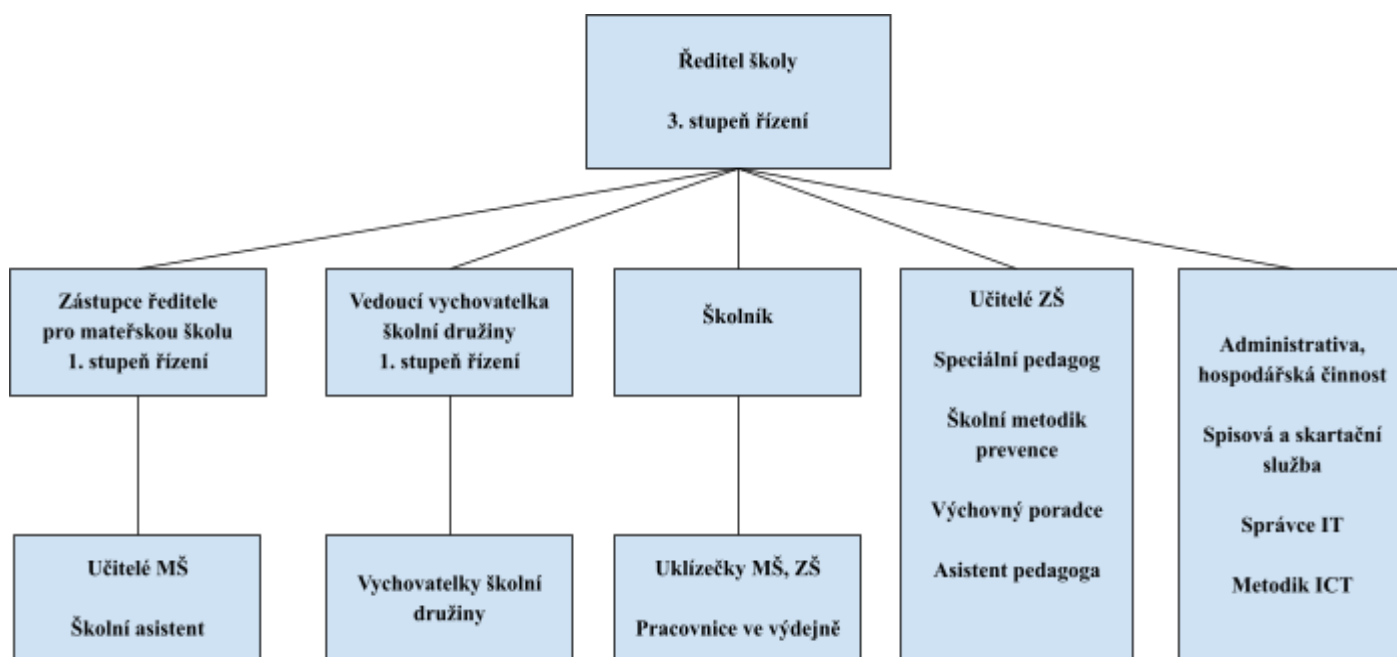 Ředitel školy
3. stupeň řízení
Zástupce ředitele
pro mateřskou školu
1. stupeň řízení
Vedoucí vychovatelka
školní družiny
1. stupeň řízení
Školník
Učitelé ZŠ
Speciální pedagog
Školní metodik
prevence
Výchovný poradce
Asistent pedagoga
Administrativa,
hospodářská činnost
Spisová a skartační
služba
Správce IT
Metodik ICT
Učitelé MŠ
Školní asistent
Vychovatelky školní
družiny
Uklízečky MŠ, ZŠ
Pracovnice ve výdejně